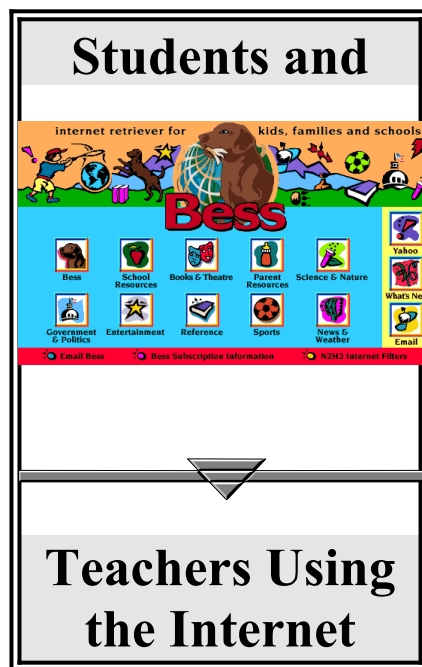 Students and
internet retriever for kids, families and schools
Bess
Yahoo
Bess
School Resources
Books & Theatre
Parent Resources
Science & Nature
What's Ne
Government & Politics
Entertainment
Reference
Sports
News & Weather
Email
Email Bess
Bess Subscription Information
N2H2 Internet Filters
Teachers Using
the Internet